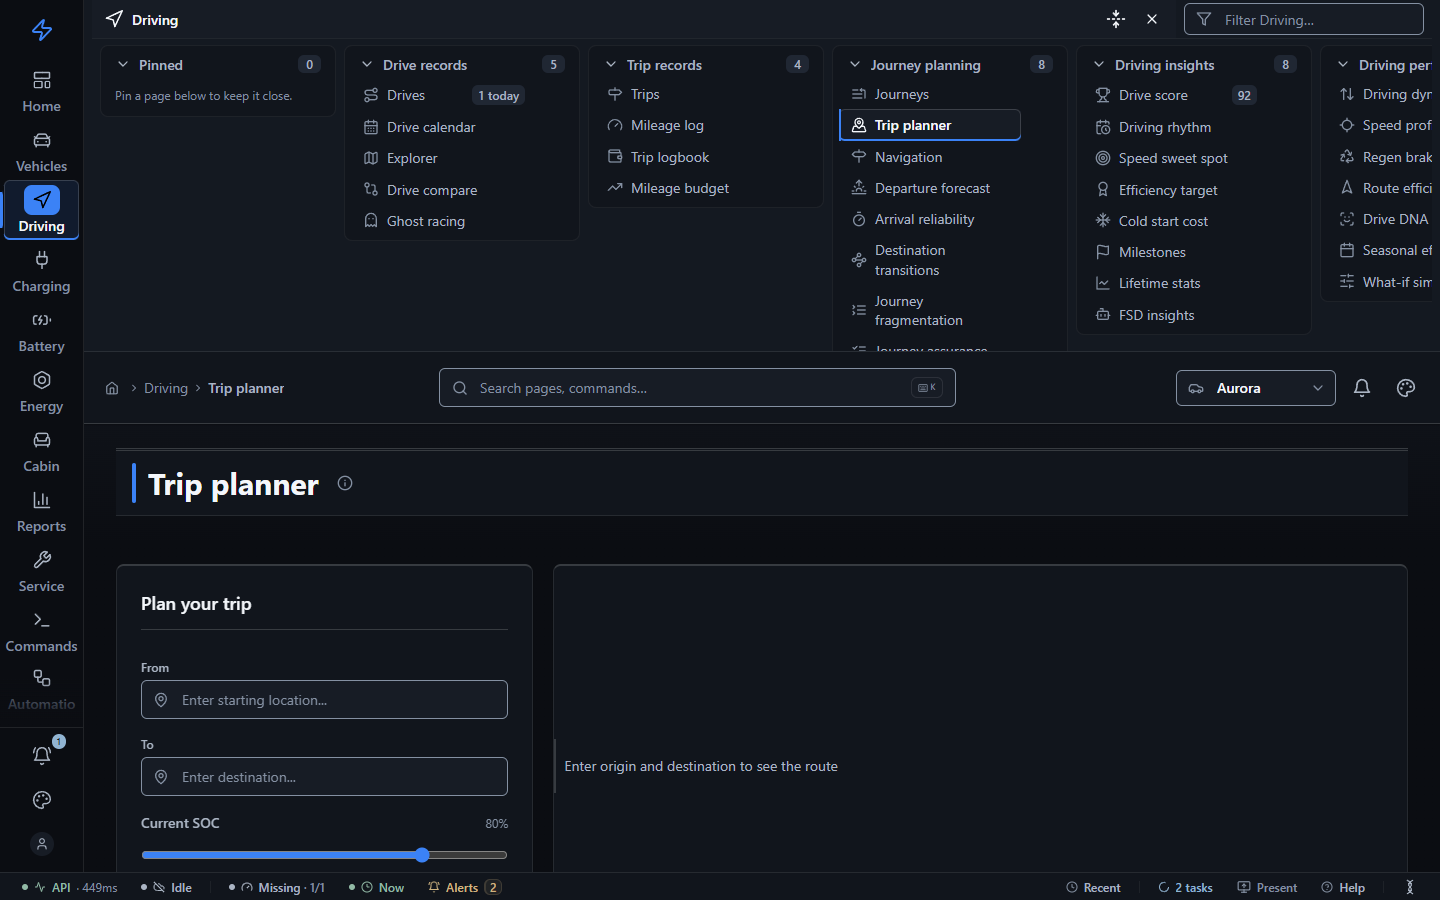 Home
Vehicles
Driving
Charging
Battery
Energy
Cabin
Reports
Service
Commands
Automatio
1
Driving
Filter Driving...
Pinned 0
Pin a page below to keep it close.
Drive records 5
Drives 1 today
Drive calendar
Explorer
Drive compare
Ghost racing
Trip records 4
Trips
Mileage log
Trip logbook
Mileage budget
Journey planning 8
Journeys
Trip planner
Navigation
Departure forecast
Arrival reliability
Destination
transitions
Journey
fragmentation
Journey assurance
Driving insights 8
Drive score 92
Driving rhythm
Speed sweet spot
Efficiency target
Cold start cost
Milestones
Lifetime stats
FSD insights
Driving per
Driving dyn
Speed prof
Regen brak
Route effici
Drive DNA
Seasonal ef
What-if sim
Driving > Trip planner
Search pages, commands... K
Aurora
Trip planner
Plan your trip
From
Enter starting location...
To
Enter destination...
Current SOC 80%
Enter origin and destination to see the route
API · 449ms
Idle
Missing · 1/1
Now
Alerts 2
Recent
2 tasks
Present
Help